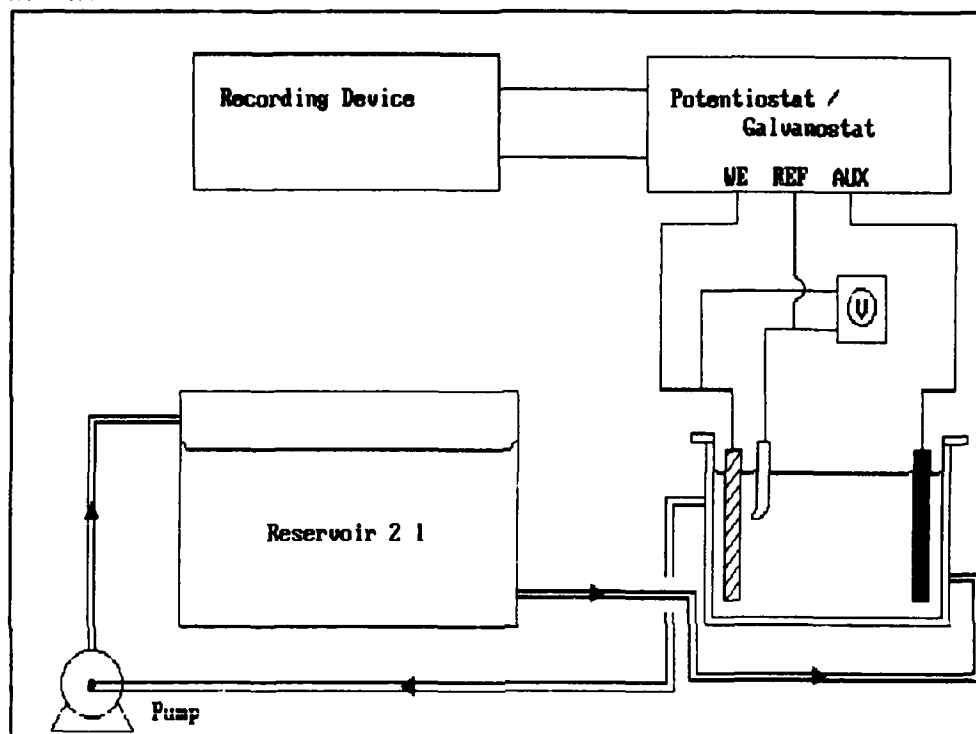 Recording Device
Potentiostat /
Galvanostat
WE REF AUX
V
Reservoir 2 l
Pump